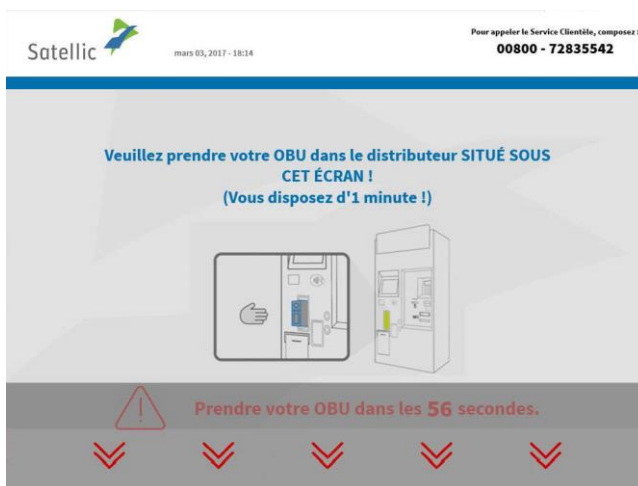 Satellic
mars 03, 2017 - 18:14
Pour appeler le Service Clientèle, composez
00800 - 72835542
Veuillez prendre votre OBU dans le distributeur SITUÉ SOUS
CET ÉCRAN !
(Vous disposez d'1 minute !)
Prendre votre OBU dans les 56 secondes.